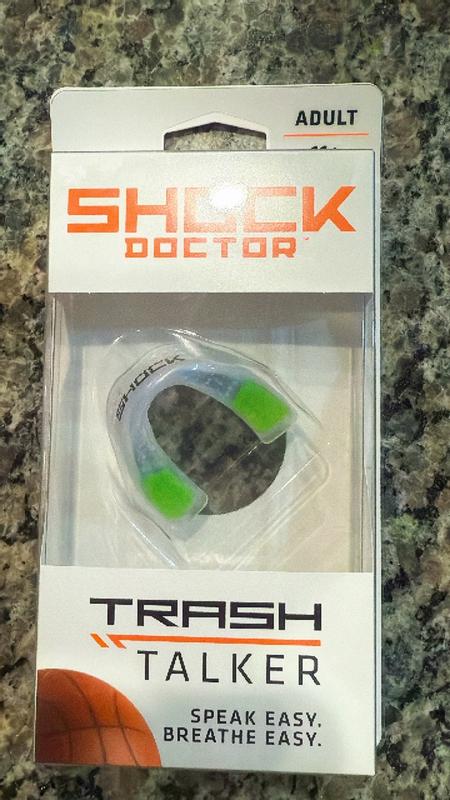 ADULT
SHOCK
DOCTOR
SHOCK
TRASH
TALKER
SPEAK EASY.
BREATHE EASY.